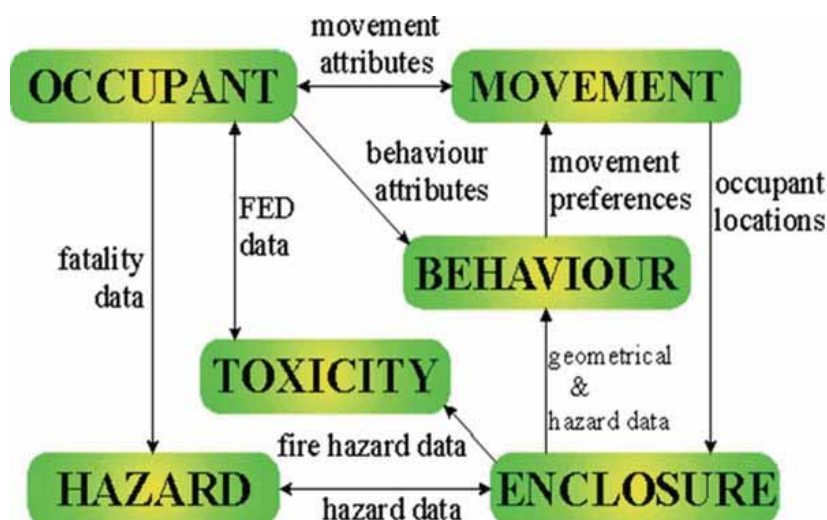 movement
attributes
OCCUPANT
MOVEMENT
behaviour
attributes
movement
preferences
occupant
locations
FED
data
fatality
data
BEHAVIOUR
TOXICITY
geometrical
&
hazard data
fire hazard data
HAZARD
hazard data
ENCLOSURE